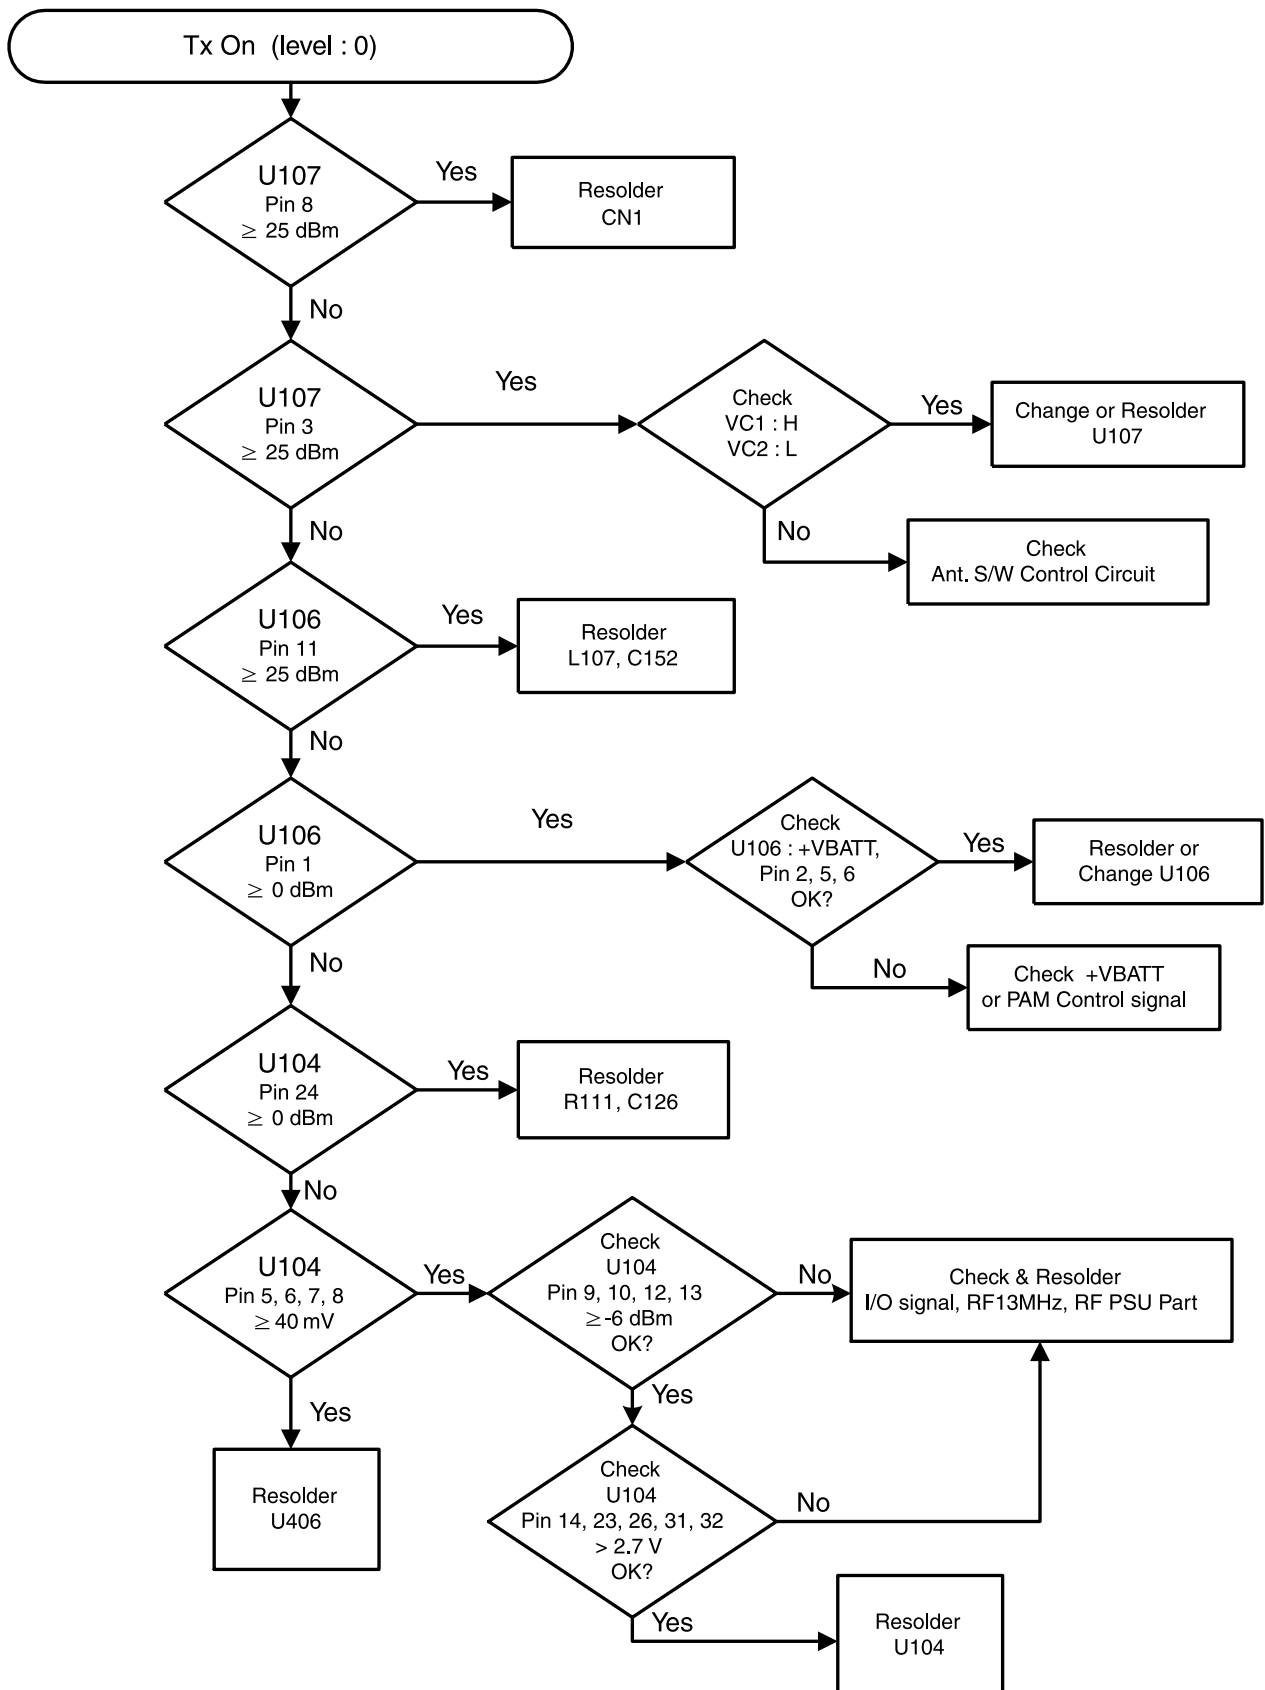 Tx On (level : 0)
U107
Pin 8
≥ 25 dBm
Yes
Resolder
CN1
No
U107
Pin 3
≥ 25 dBm
Yes
Check
VC1 : H
VC2 : L
Yes
Change or Resolder
U107
No
Check
Ant. S/W Control Circuit
No
U106
Pin 11
≥ 25 dBm
Yes
Resolder
L107, C152
No
U106
Pin 1
≥ 0 dBm
Yes
Check
U106 : +VBATT,
Pin 2, 5, 6
OK?
Yes
Resolder or
Change U106
No
Check +VBATT
or PAM Control signal
No
U104
Pin 24
≥ 0 dBm
Yes
Resolder
R111, C126
No
U104
Pin 5, 6, 7, 8
≥ 40 mV
Yes
Check
U104
Pin 9, 10, 12, 13
≥ -6 dBm
OK?
No
Check & Resolder
I/O signal, RF13MHz, RF PSU Part
Yes
Resolder
U406
Yes
Check
U104
Pin 14, 23, 26, 31, 32
> 2.7 V
OK?
No
Yes
Resolder
U104